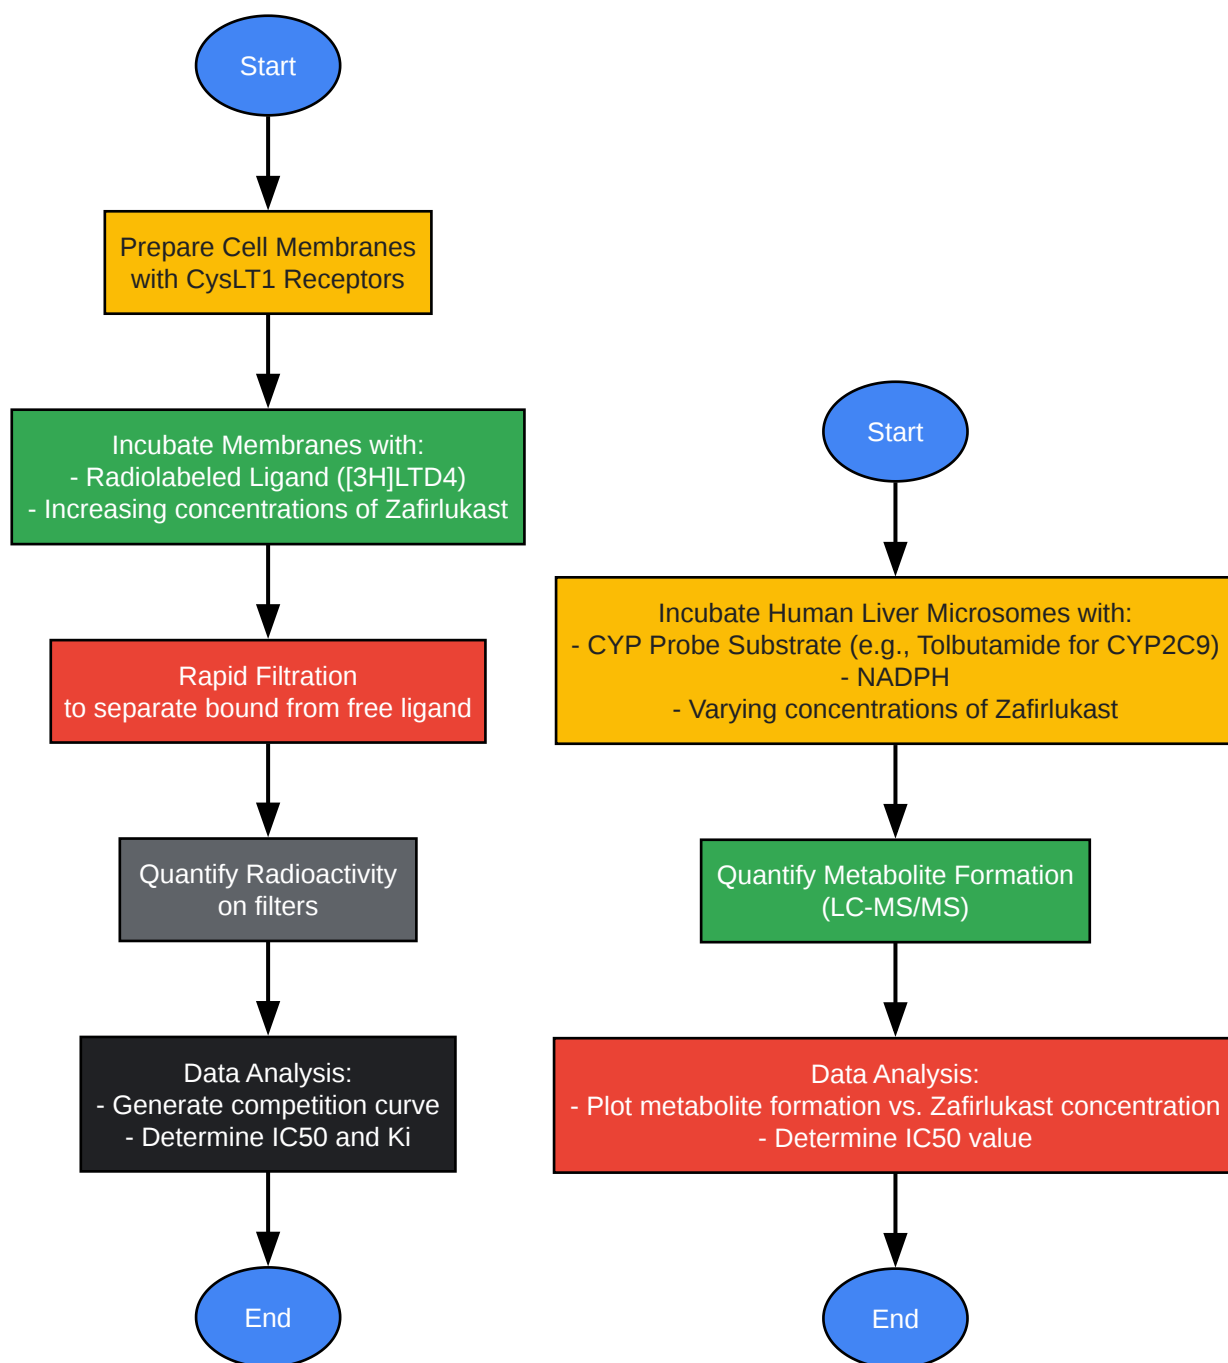 Start
Prepare Cell Membranes
with CysLT1 Receptors
Incubate Membranes with:
- Radiolabeled Ligand ([3H]LTD4)
- Increasing concentrations of Zafirlukast
Rapid Filtration
to separate bound from free ligand
Quantify Radioactivity
on filters
Data Analysis:
- Generate competition curve
- Determine IC50 and Ki
End
Start
Incubate Human Liver Microsomes with:
- CYP Probe Substrate (e.g., Tolbutamide for CYP2C9)
- NADPH
- Varying concentrations of Zafirlukast
Quantify Metabolite Formation
(LC-MS/MS)
Data Analysis:
- Plot metabolite formation vs. Zafirlukast concentration
- Determine IC50 value
End